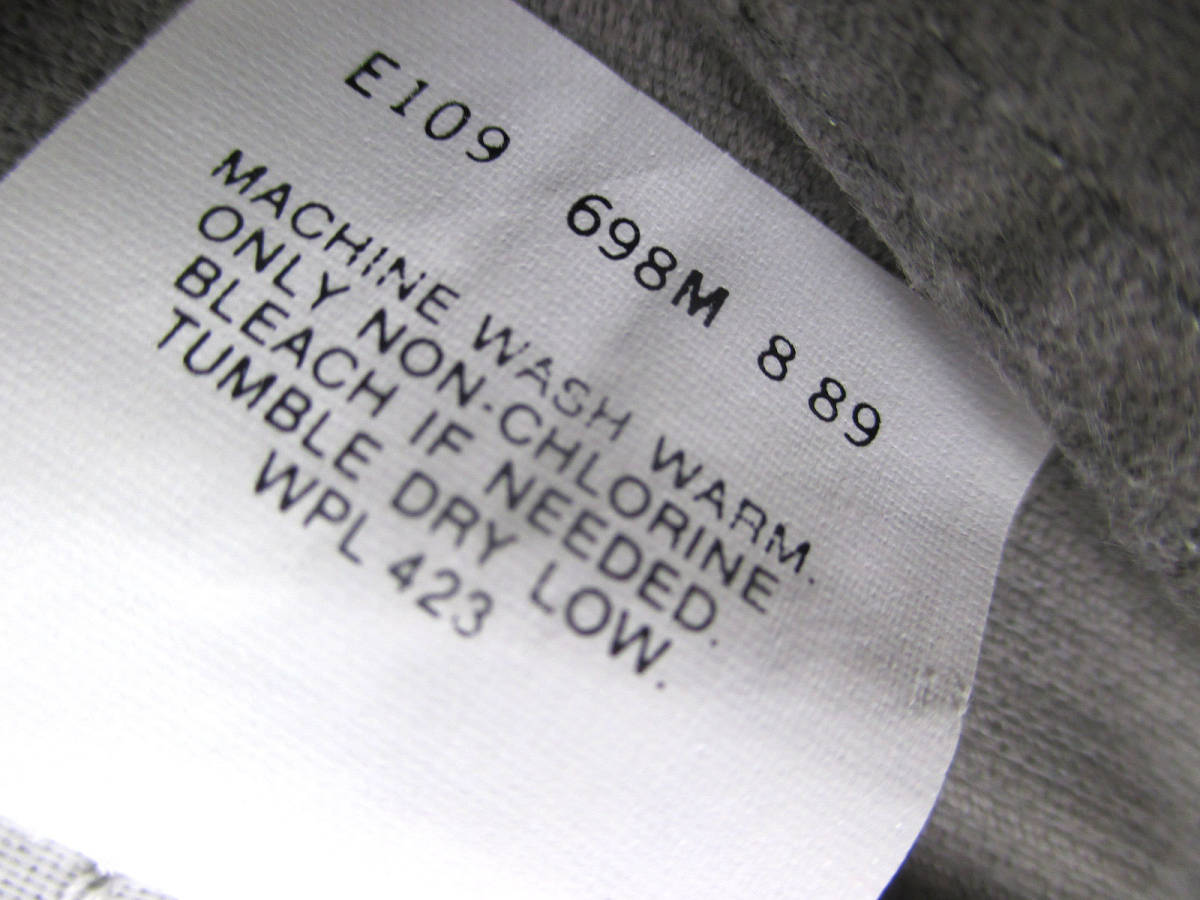 E109 698M 8 89
MACHINE WASH WARM.
ONLY NON-CHLORINE
BLEACH IF NEEDED.
TUMBLE DRY LOW.
WPL 423